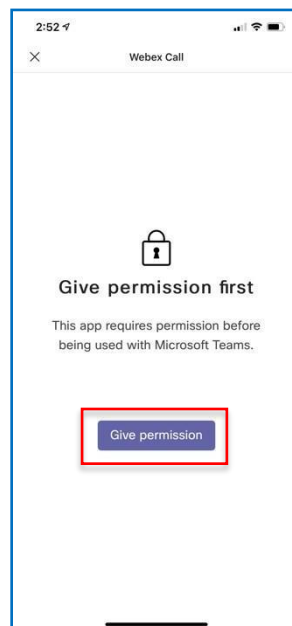 2:52
Webex Call
Give permission first
This app requires permission before
being used with Microsoft Teams.
Give permission